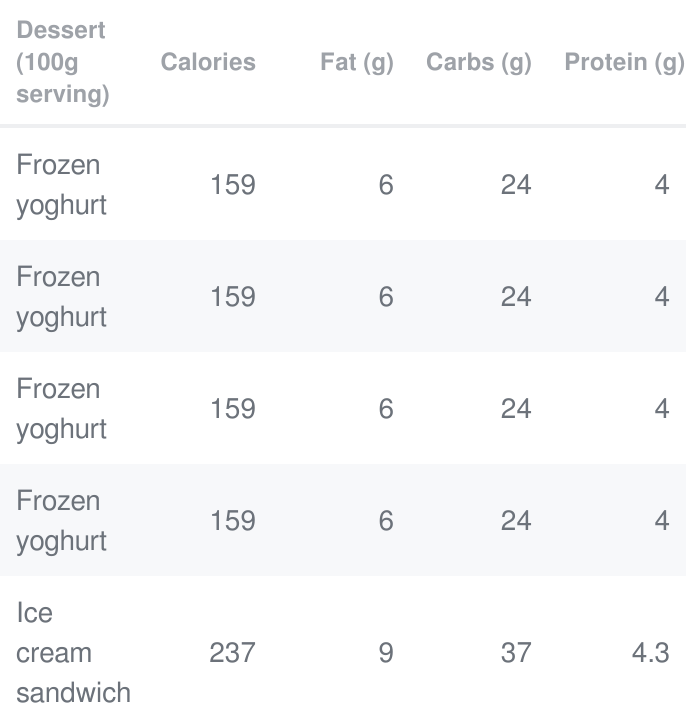 Dessert (100g serving) Calories Fat (g) Carbs (g) Protein (g)
Frozen yoghurt 159 6 24 4
Frozen yoghurt 159 6 24 4
Frozen yoghurt 159 6 24 4
Frozen yoghurt 159 6 24 4
Ice cream sandwich 237 9 37 4.3